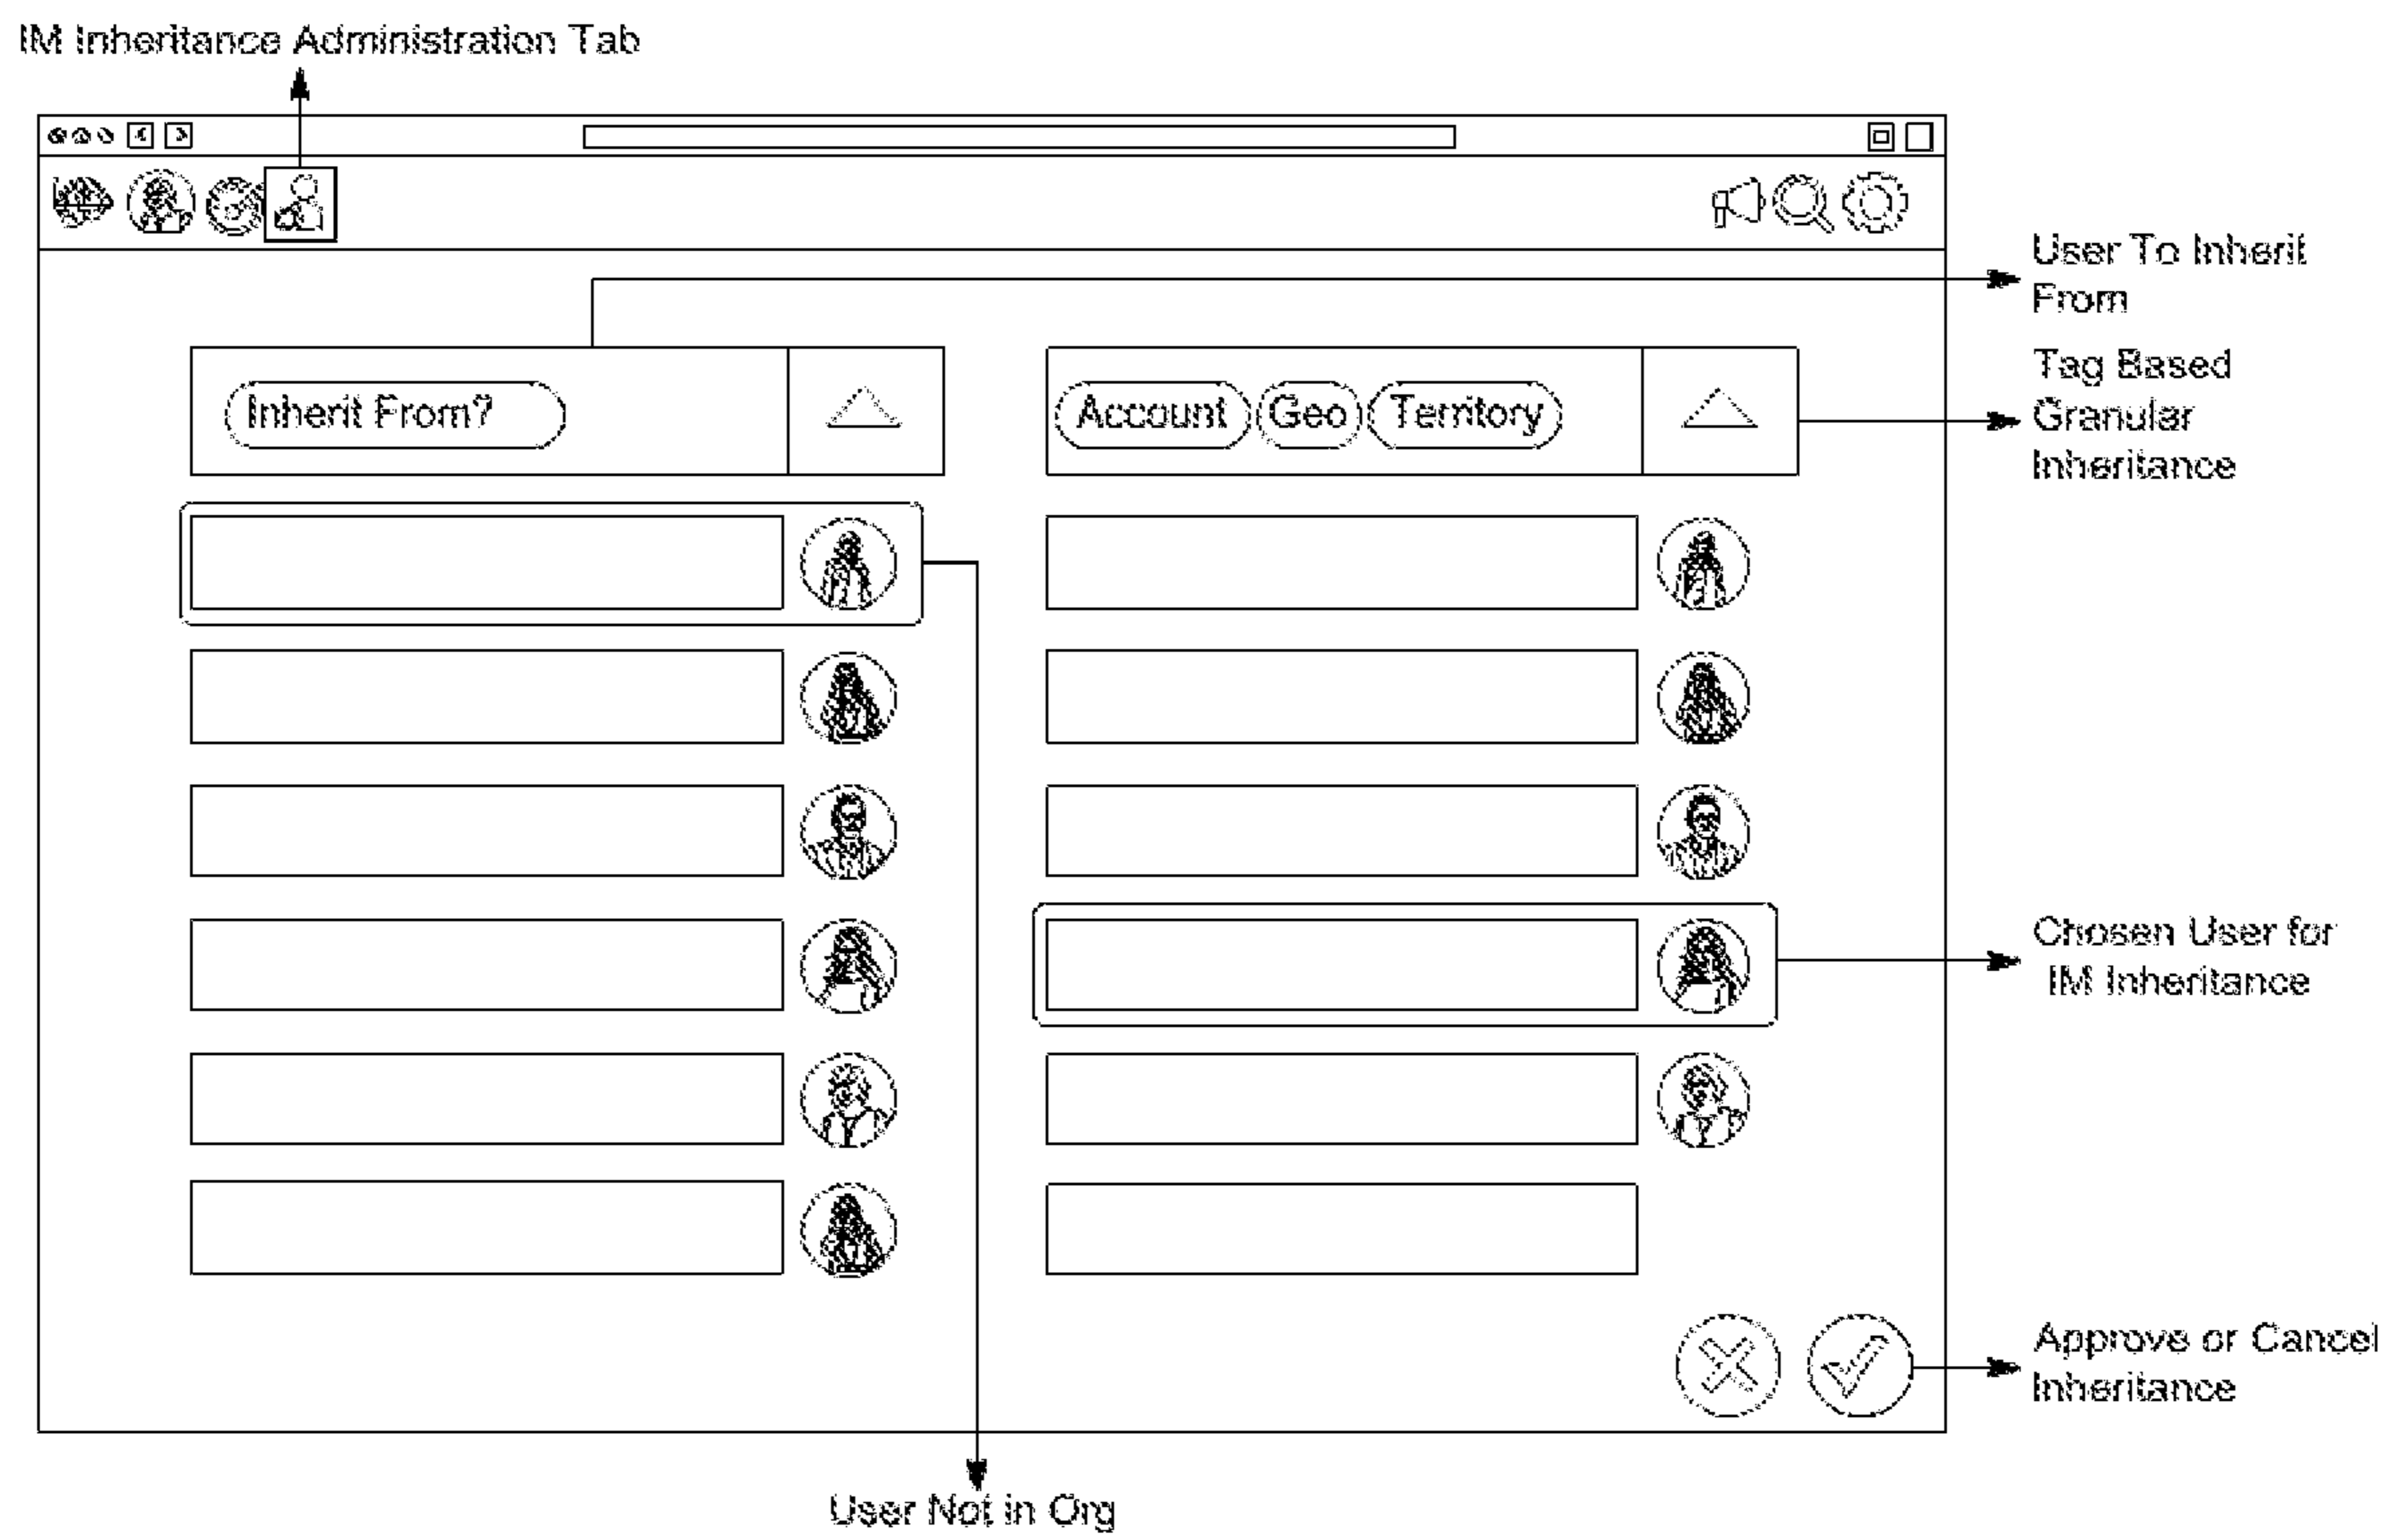 IM Inheritance Administration Tab
User To Inherit
From
Inherit From?
Account Geo Territory
Tag Based
Granular
Inheritance
Chosen User for
IM Inheritance
Approve or Cancel
Inheritance
User Not in Org